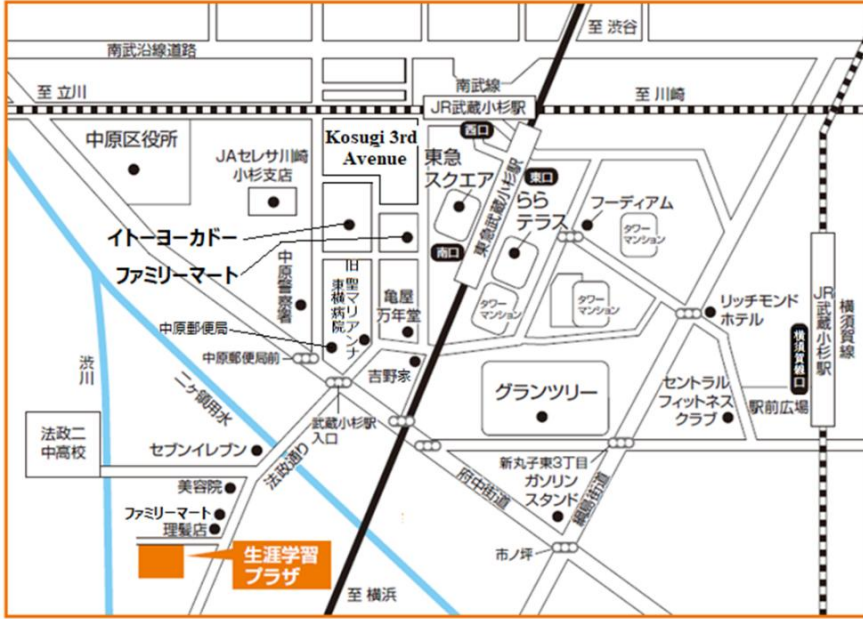 至 渋谷
南武沿線道路
南武線
至 立川
至 川崎
JR武蔵小杉駅
西口
中原区役所
Kosugi 3rd
Avenue
JAセレサ川崎
小杉支店
東急
スクエア
東急武蔵小杉駅
東口
らら
テラス
フーディアム
タワー
マンション
イトーヨーカドー
南口
ファミリーマート
旧聖マリアンナ
東横病院
亀屋
万年堂
中原警察署
タワー
マンション
タワー
マンション
リッチモンド
ホテル
JR武蔵小杉駅
横須賀線
横須賀線口
中原郵便局
中原郵便局前
吉野家
渋川
二ヶ領用水
グランツリー
セントラル
フィットネス
クラブ
駅前広場
武蔵小杉駅
入口
法政二
中高校
セブンイレブン
法政通り
新丸子東3丁目
ガソリン
スタンド
府中街道
綱島街道
美容院
ファミリーマート
理髪店
生涯学習
プラザ
市ノ坪
至 横浜